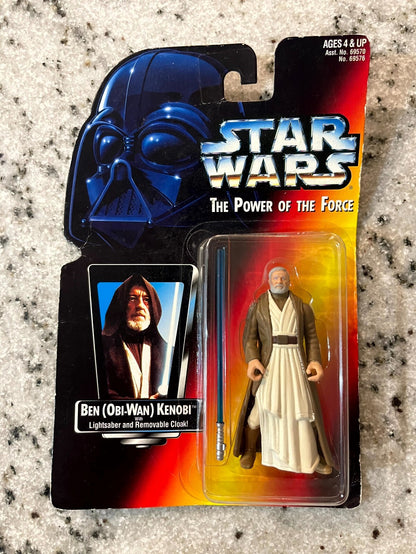 AGES 4 & UP
Asst. No. 69570
No. 69576
STAR
WARS
THE POWER OF THE FORCE
BEN (OBI-WAN) KENOBI
with
Lightsaber and Removable Cloak!